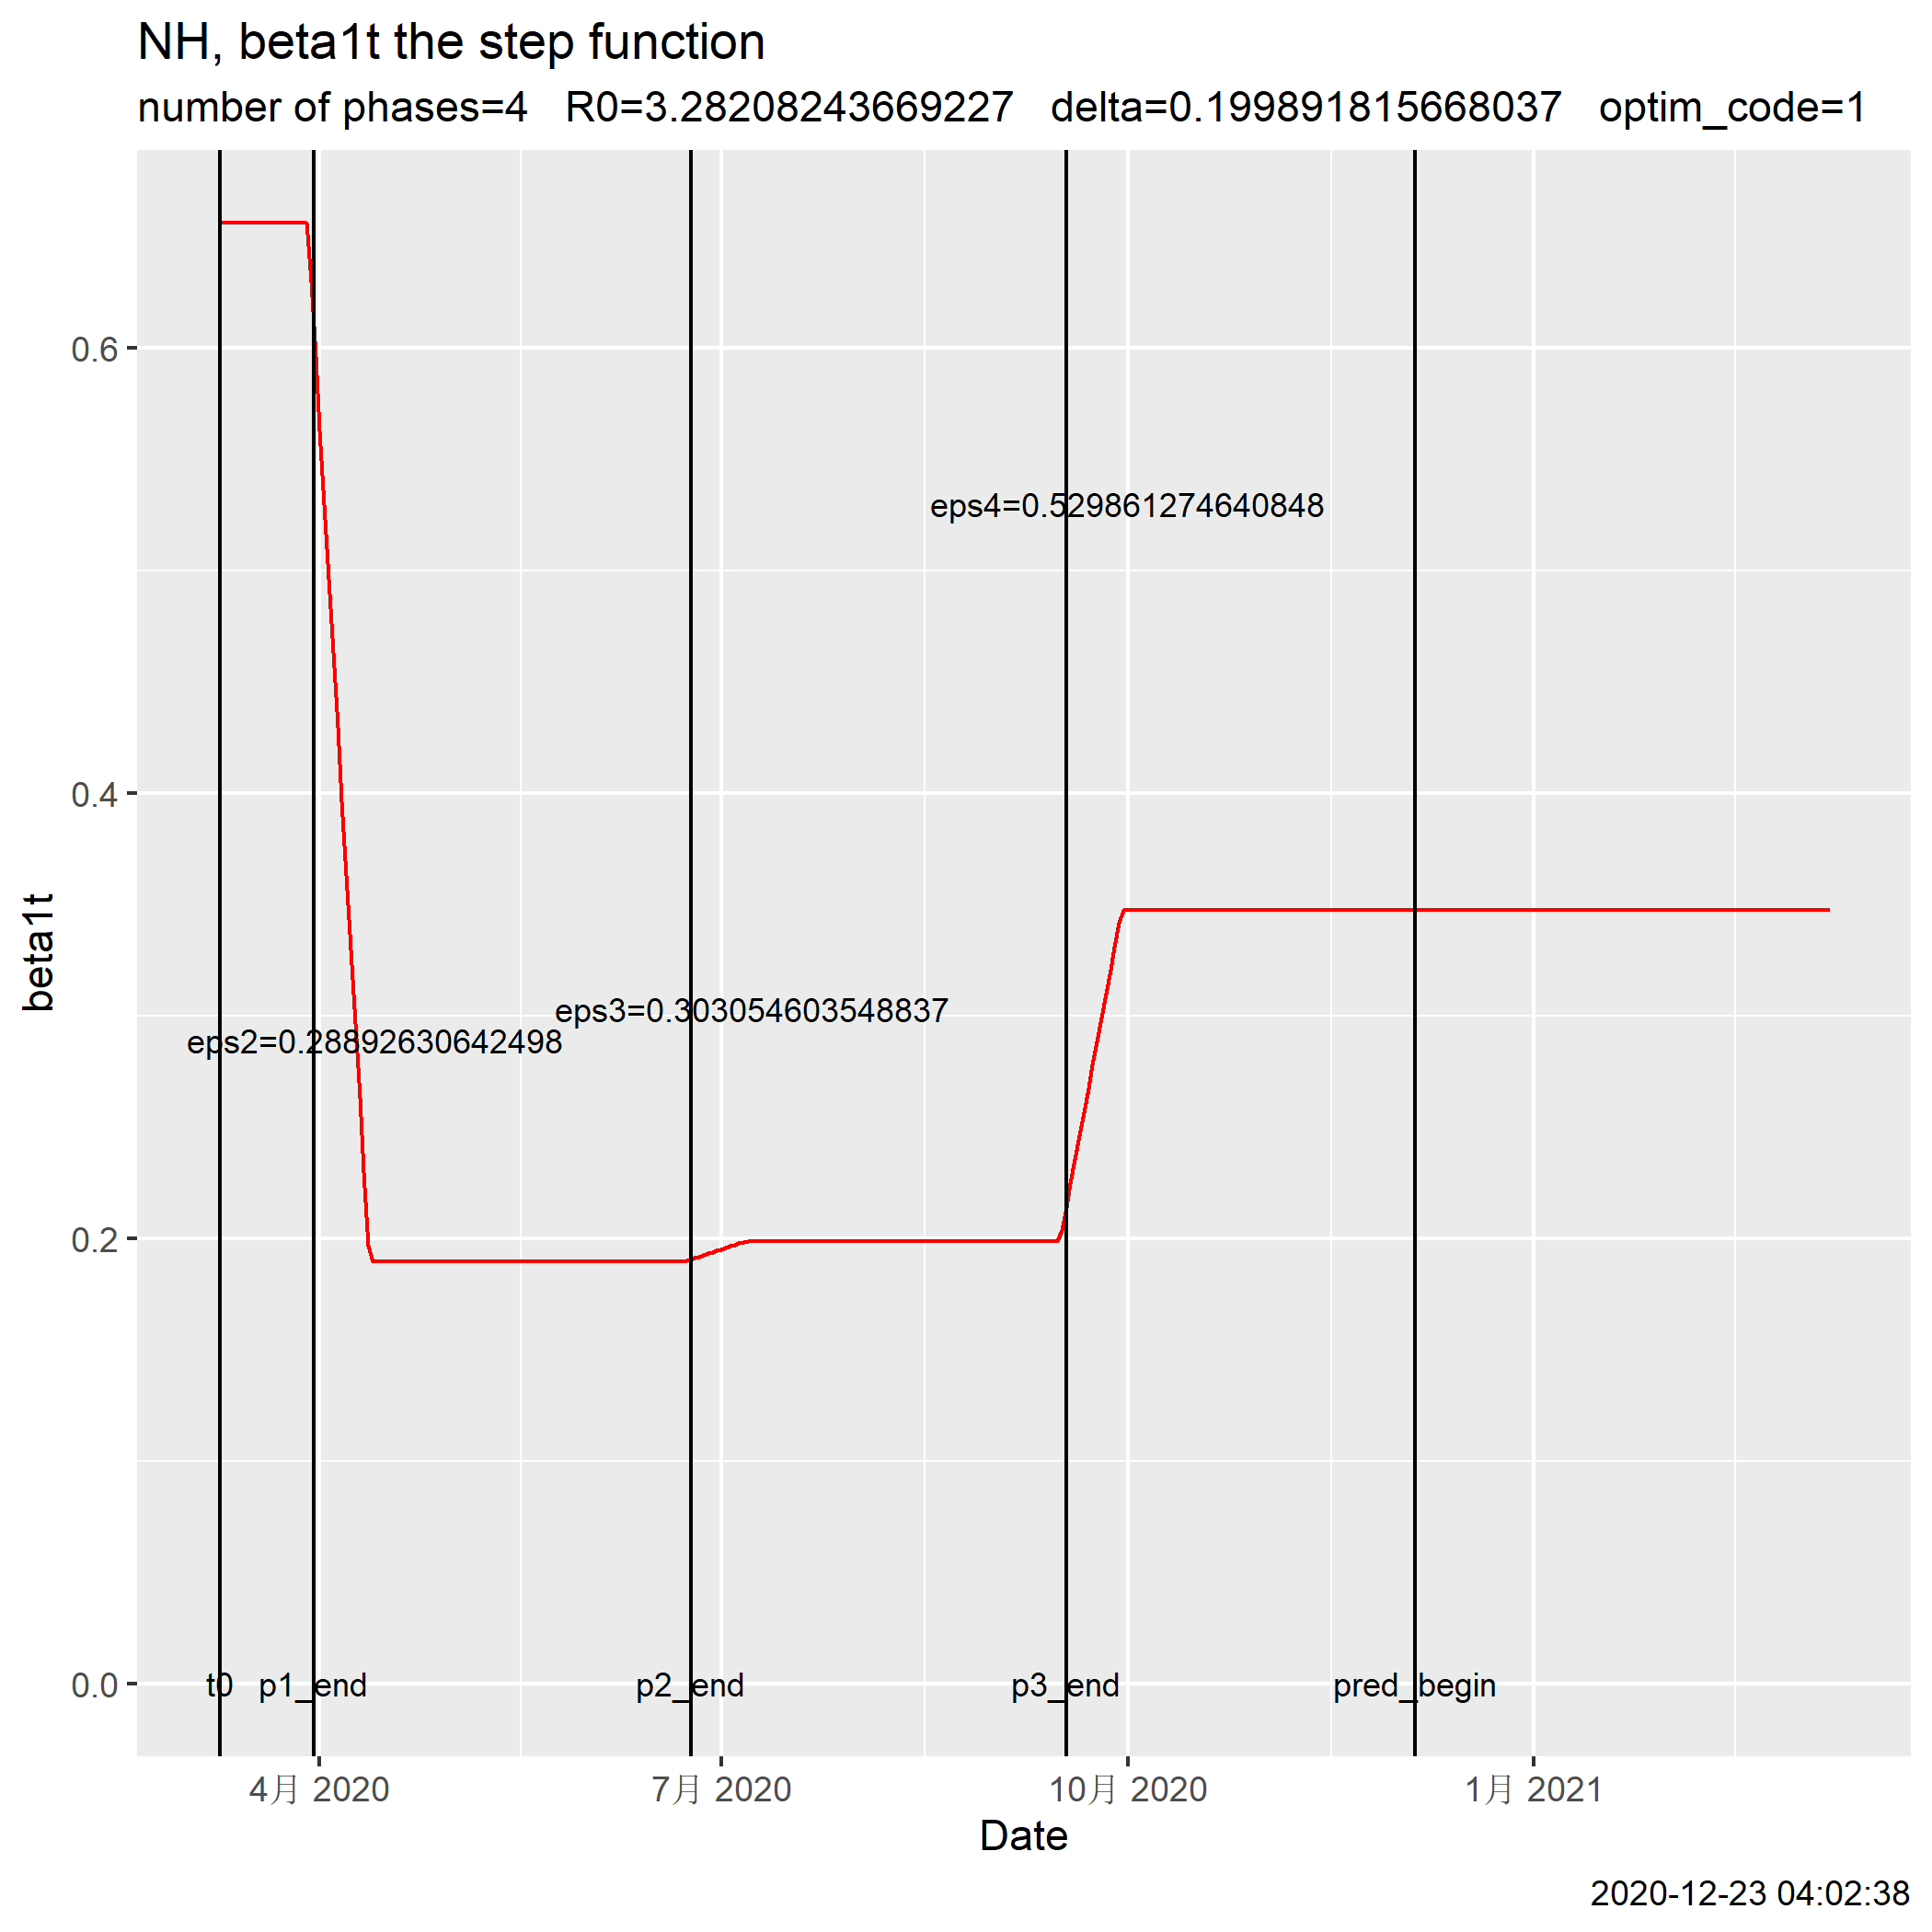 NH, beta1t the step function
number of phases=4   R0=3.28208243669227   delta=0.199891815668037   optim_code=1
beta1t
0.6
0.4
0.2
0.0
eps4=0.529861274640848
eps3=0.303054603548837
eps2=0.28892630642498
t0 p1_end p2_end p3_end pred_begin
4月 2020 7月 2020 10月 2020 1月 2021
Date
2020-12-23 04:02:38